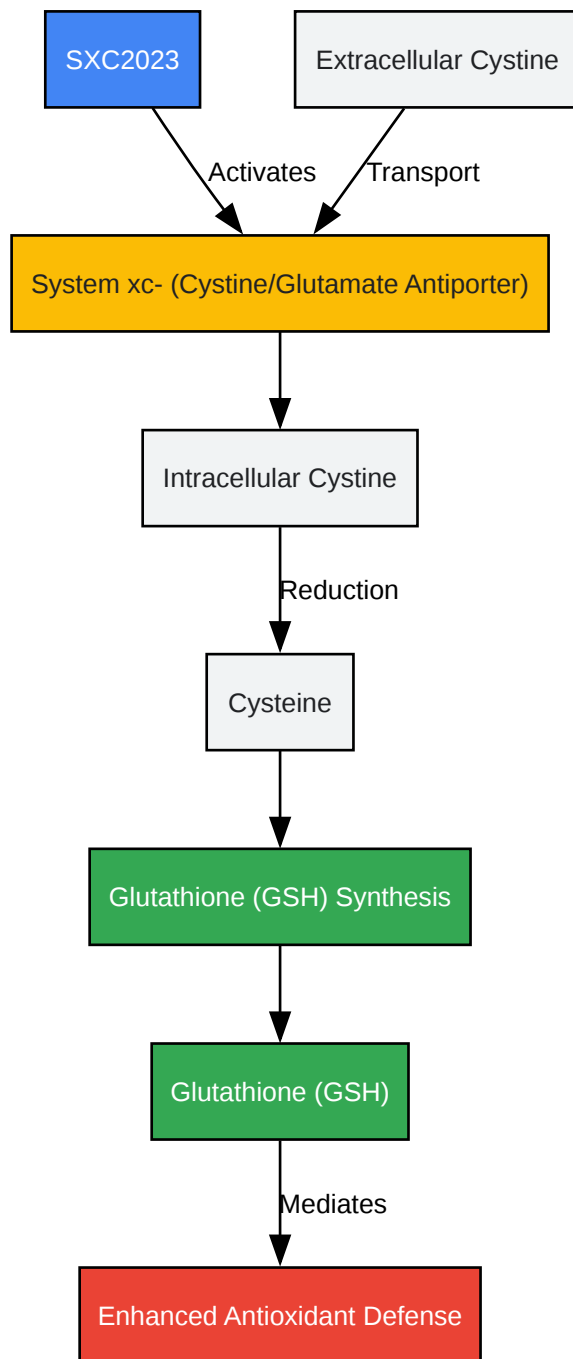 SXC2023
Extracellular Cystine
Activates
Transport
System xc- (Cystine/Glutamate Antiporter)
Intracellular Cystine
Reduction
Cysteine
Glutathione (GSH) Synthesis
Glutathione (GSH)
Mediates
Enhanced Antioxidant Defense